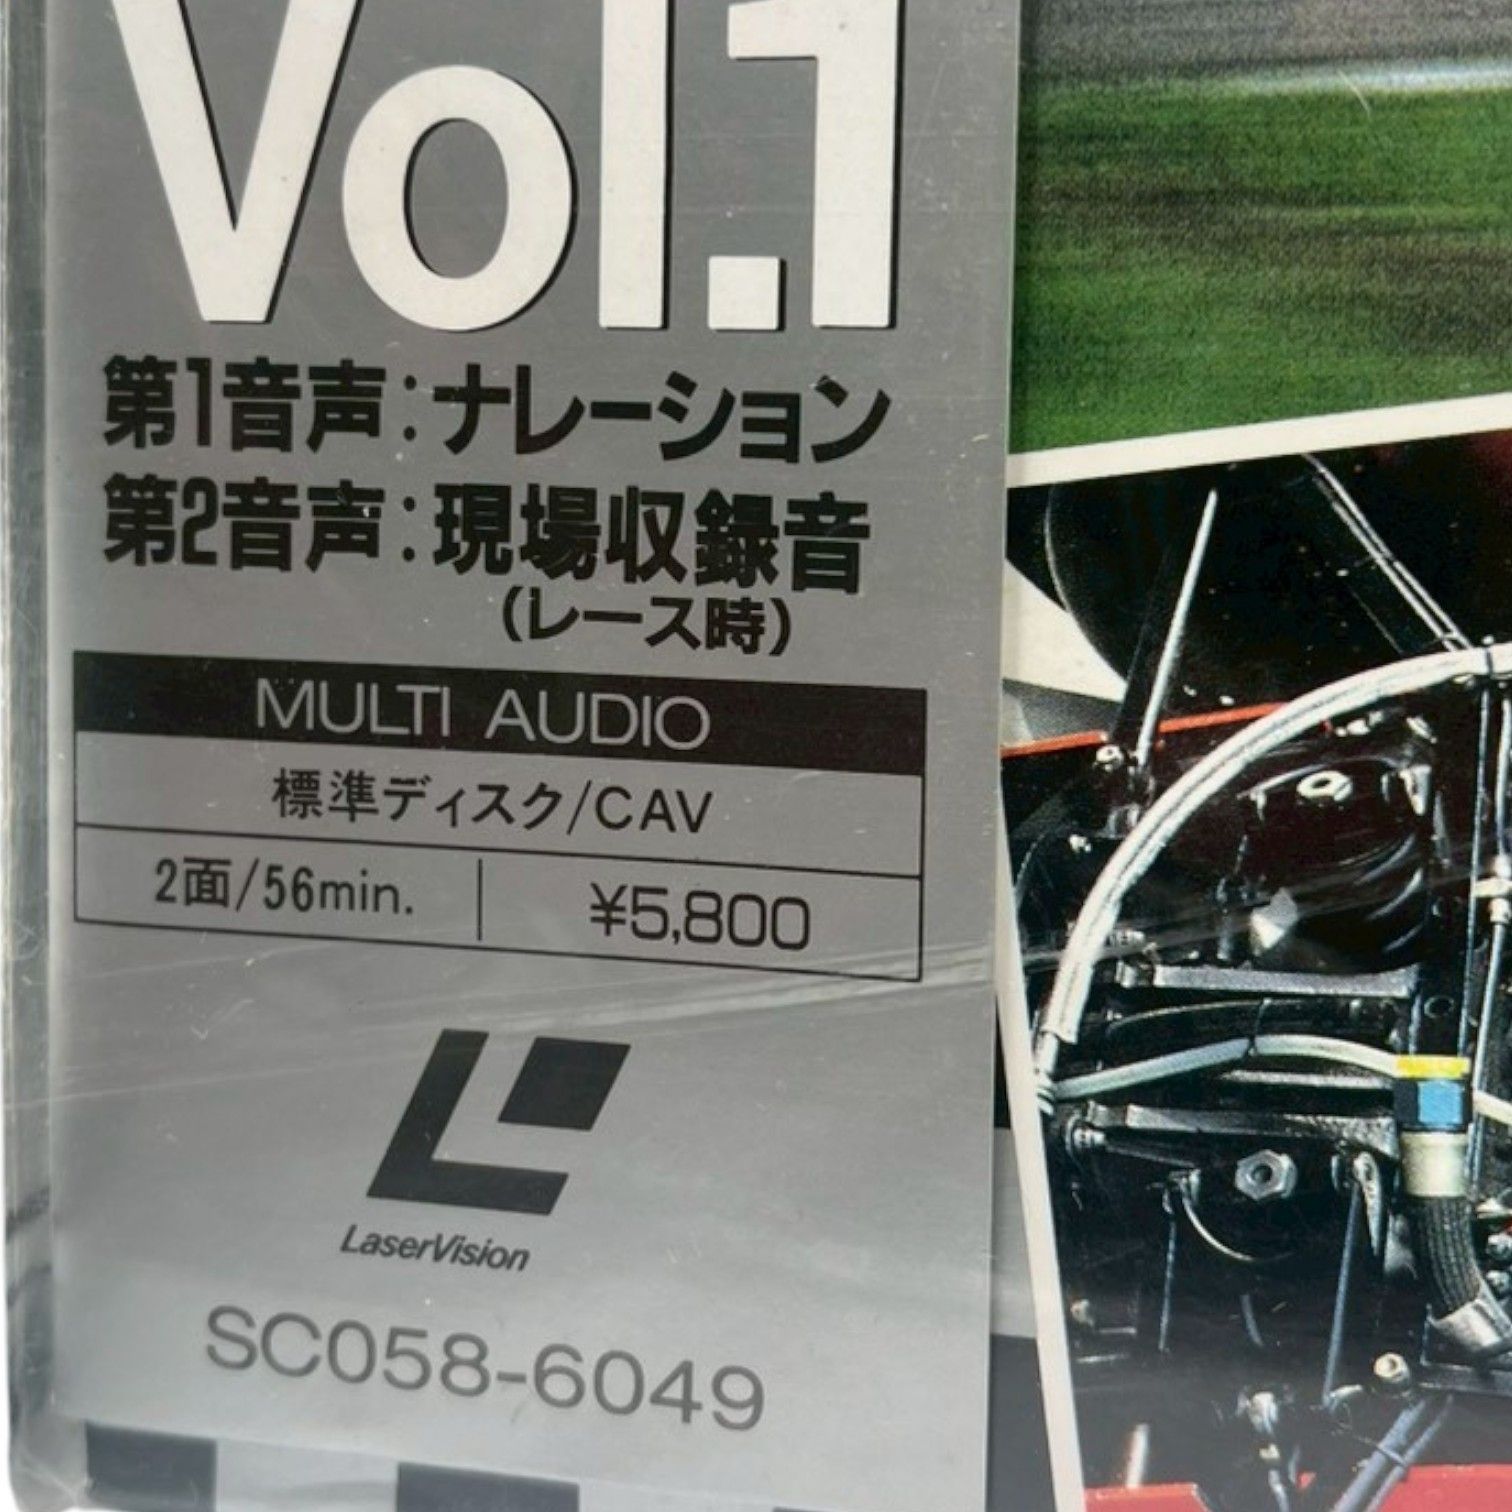 Vol.1
第1音声:ナレーション
第2音声:現場収録音
(レース時)
MULTI AUDIO
標準ディスク/CAV
2面/56min.
¥5,800
LaserVision
SC058-6049